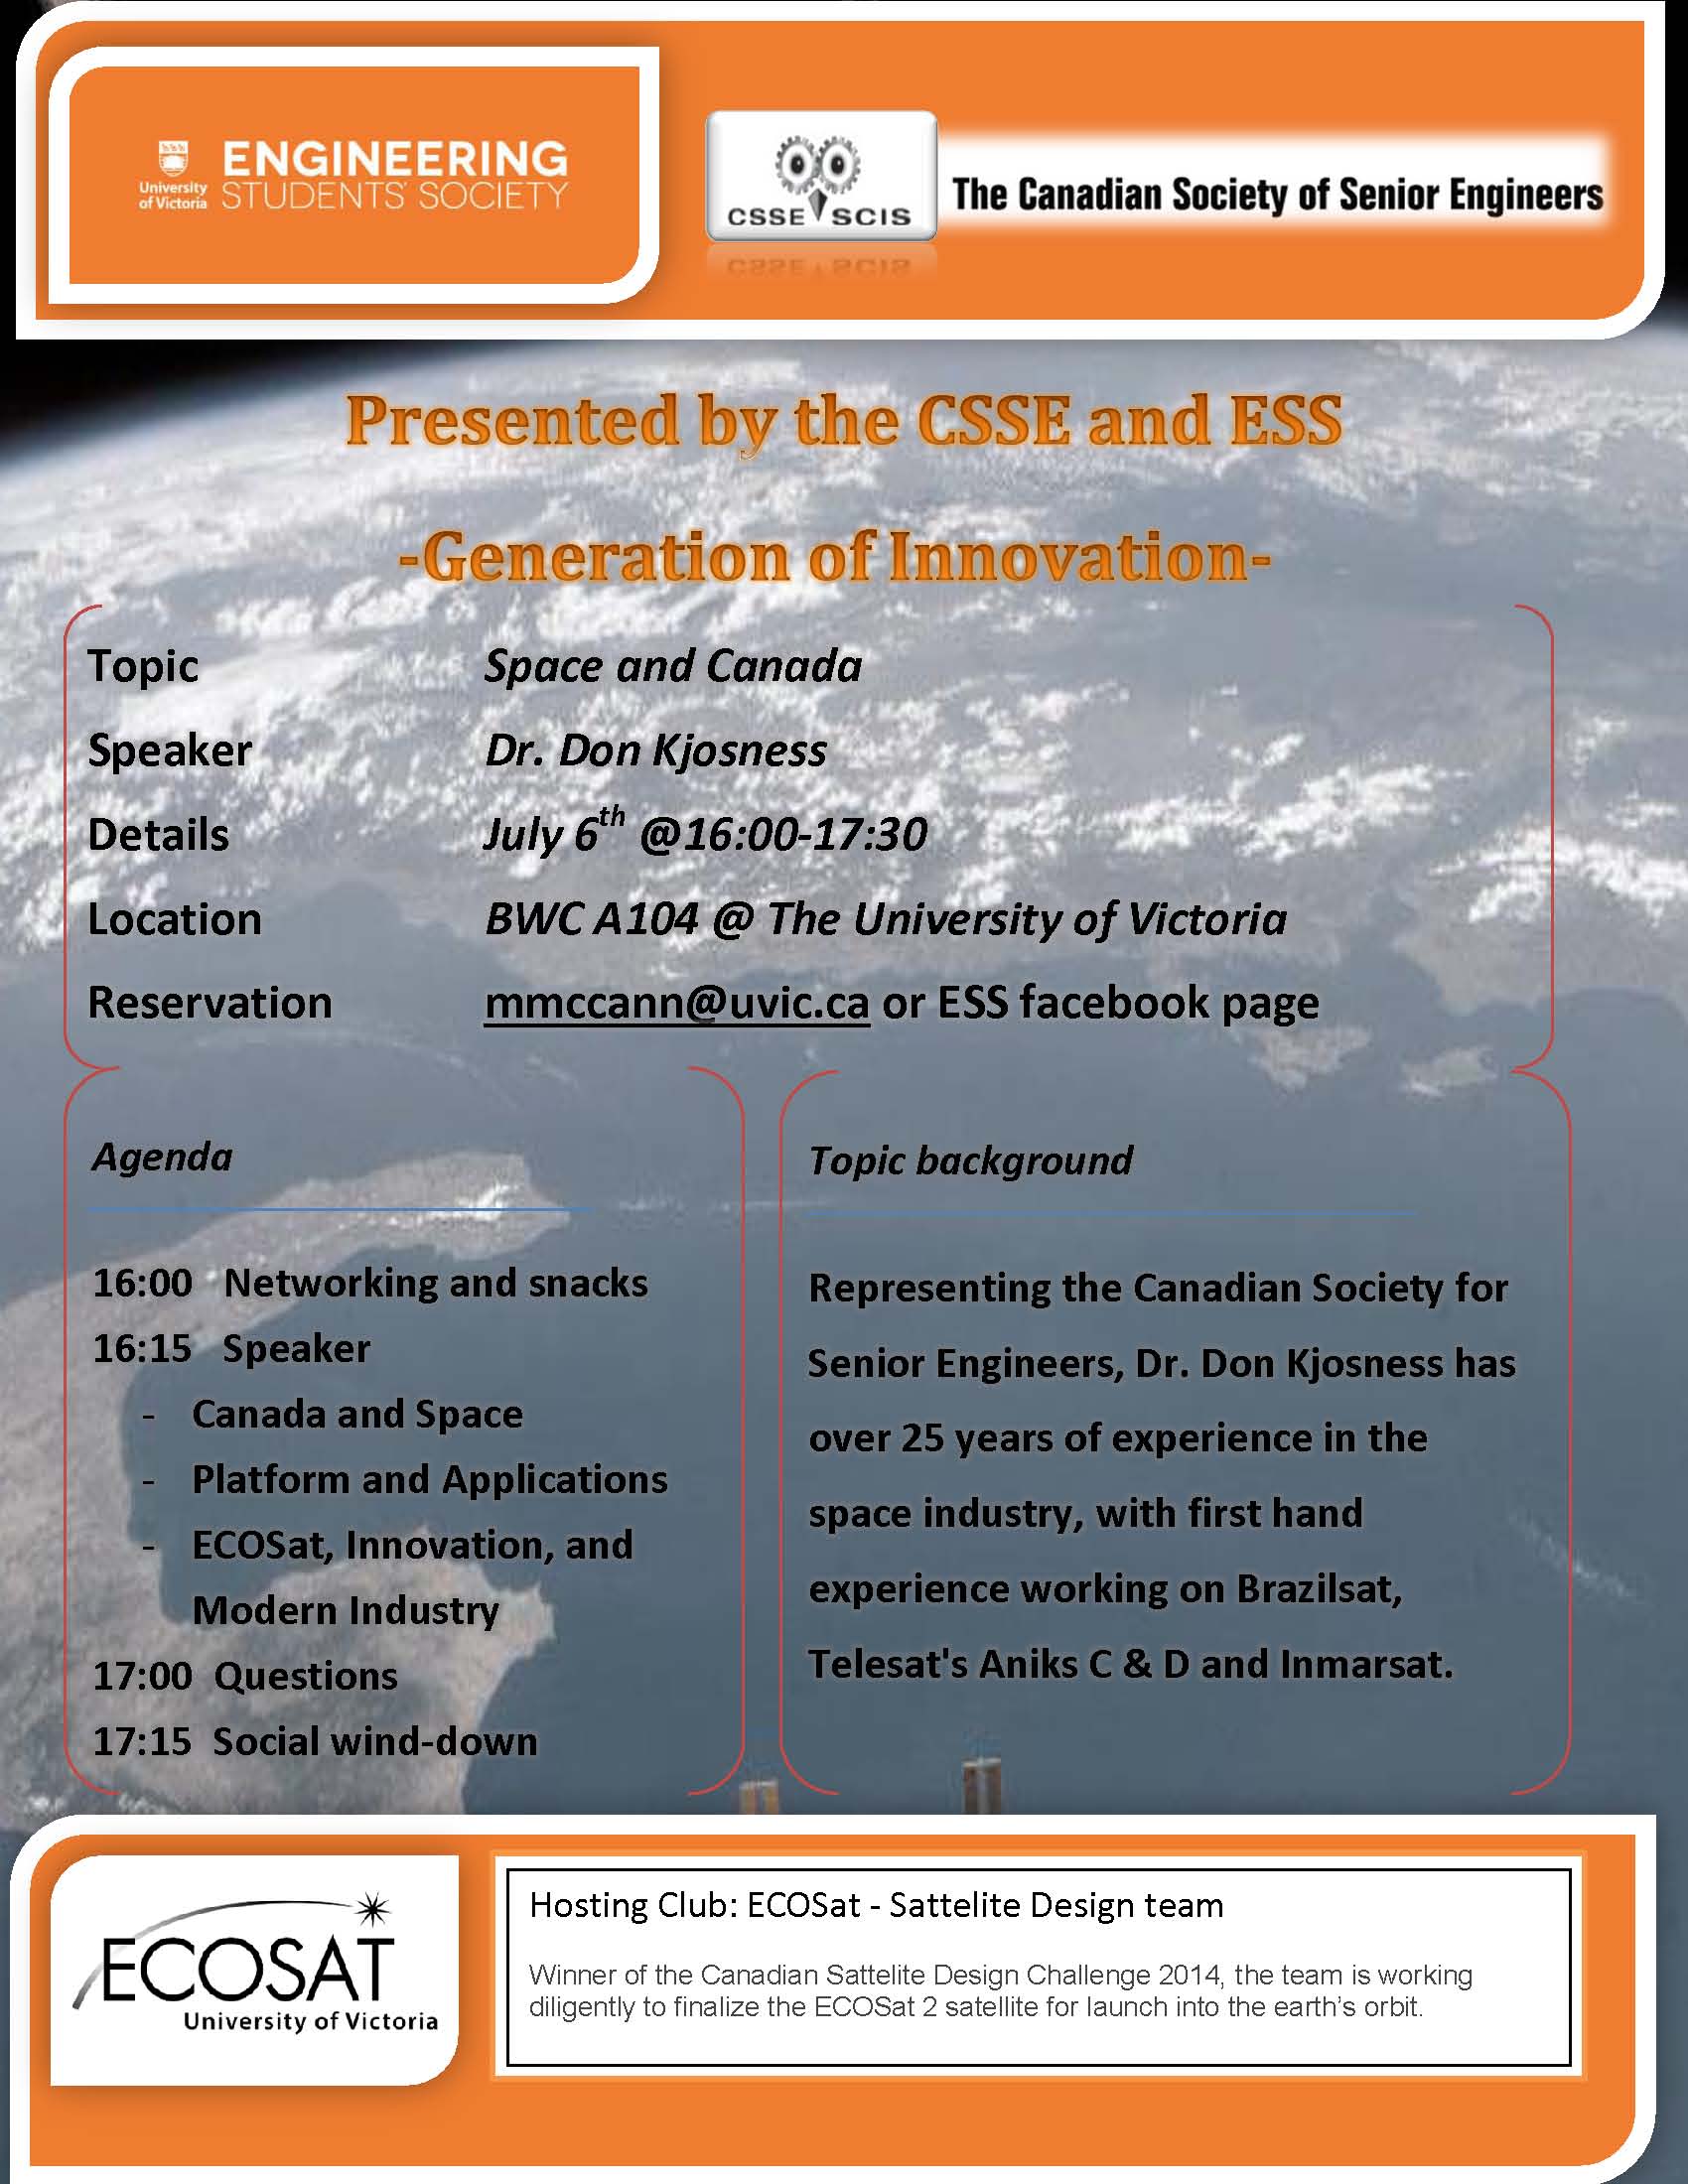 University
of Victoria
ENGINEERING
STUDENTS' SOCIETY
CSSE SCIS
The Canadian Society of Senior Engineers
Presented by the CSSE and ESS
-Generation of Innovation-
Topic Space and Canada
Speaker Dr. Don Kjosness
Details July 6th @16:00-17:30
Location BWC A104 @ The University of Victoria
Reservation mmccann@uvic.ca or ESS facebook page
Agenda
16:00 Networking and snacks
16:15 Speaker
- Canada and Space
- Platform and Applications
- ECOSat, Innovation, and
Modern Industry
17:00 Questions
17:15 Social wind-down
Topic background
Representing the Canadian Society for
Senior Engineers, Dr. Don Kjosness has
over 25 years of experience in the
space industry, with first hand
experience working on Brazilsat,
Telesat's Aniks C & D and Inmarsat.
ECOSAT
University of Victoria
Hosting Club: ECOSat - Sattelite Design team
Winner of the Canadian Sattelite Design Challenge 2014, the team is working
diligently to finalize the ECOSat 2 satellite for launch into the earth's orbit.